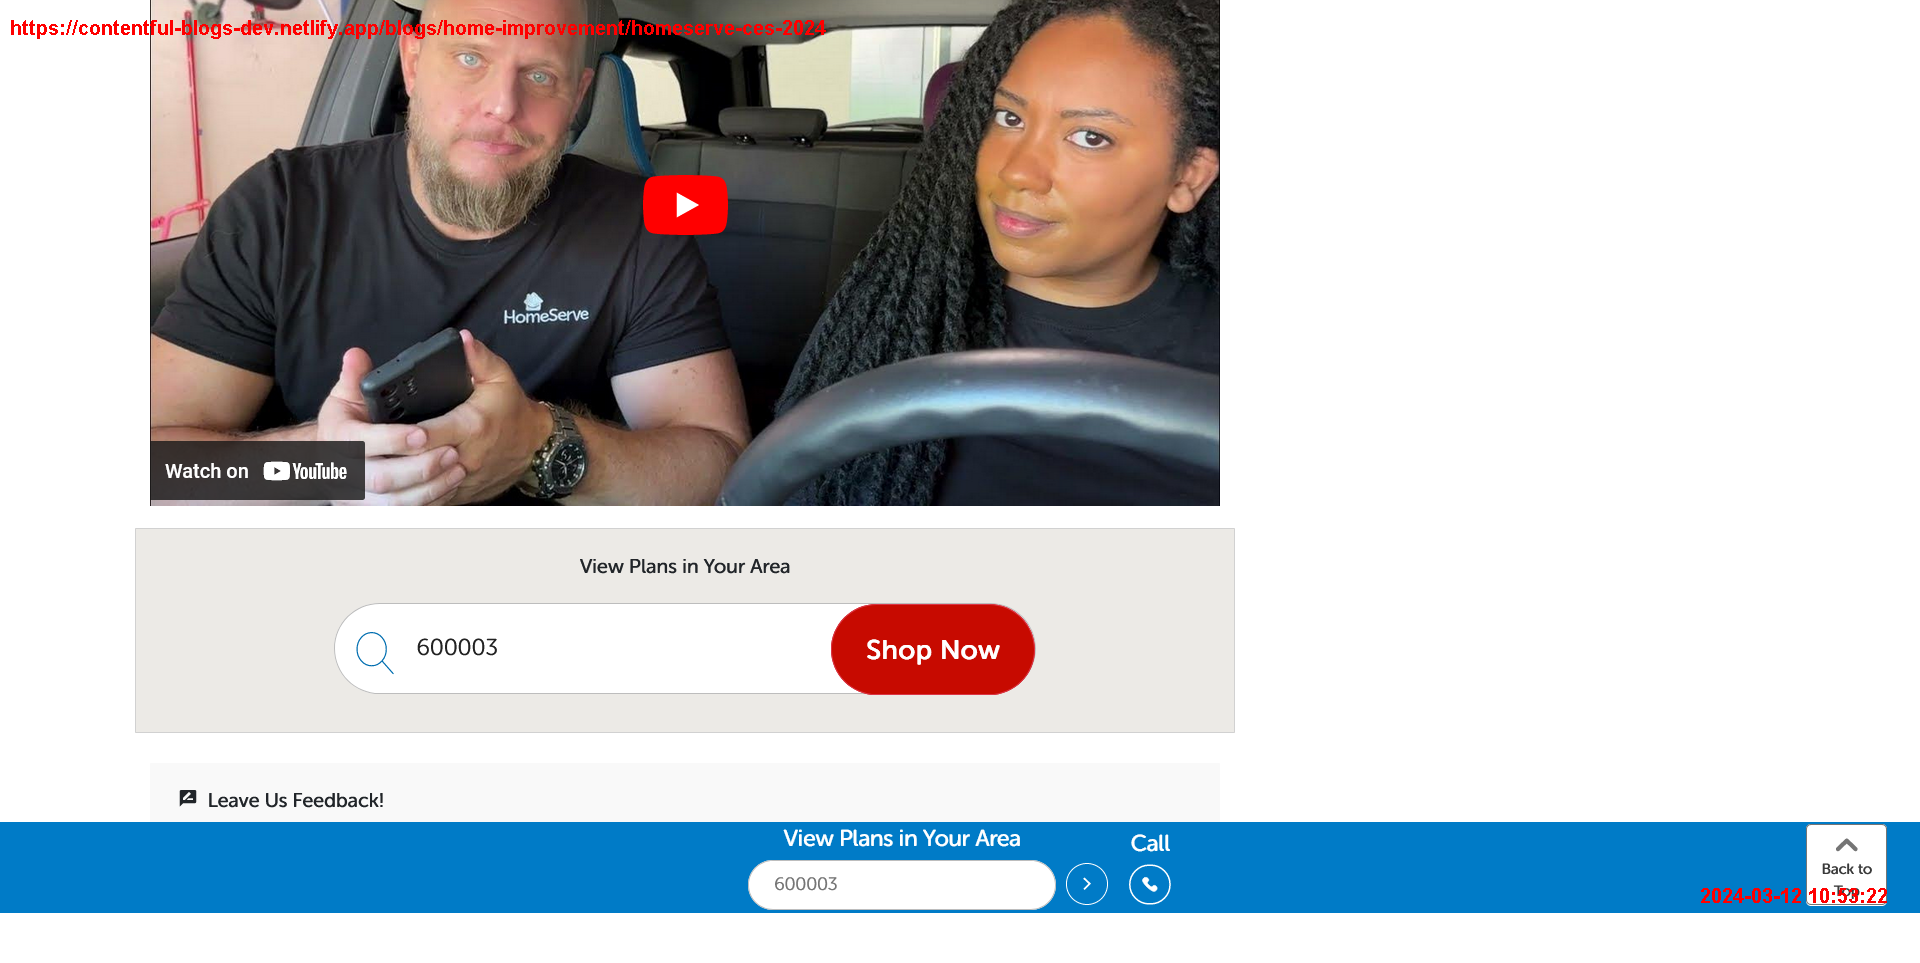 https://contentful-blogs-dev.netlify.app/blogs/home-improvement/homeserve-ces-2024
HomeServe
Watch on YouTube
View Plans in Your Area
600003
Shop Now
Leave Us Feedback!
View Plans in Your Area
600003
Call
Back to
Top
2024-03-12 10:53:22